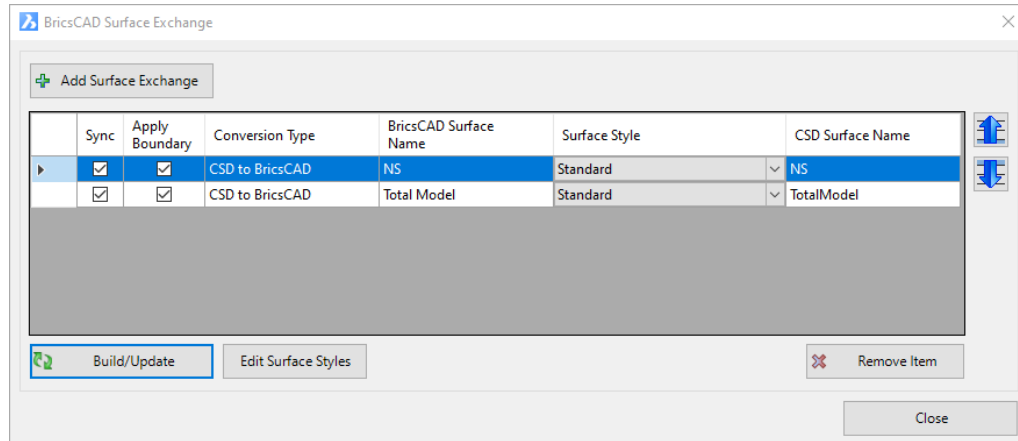 BricsCAD Surface Exchange
Add Surface Exchange
Sync Apply Boundary Conversion Type BricsCAD Surface Name Surface Style CSD Surface Name
CSD to BricsCAD NS Standard NS
CSD to BricsCAD Total Model Standard TotalModel
Build/Update Edit Surface Styles Remove Item
Close